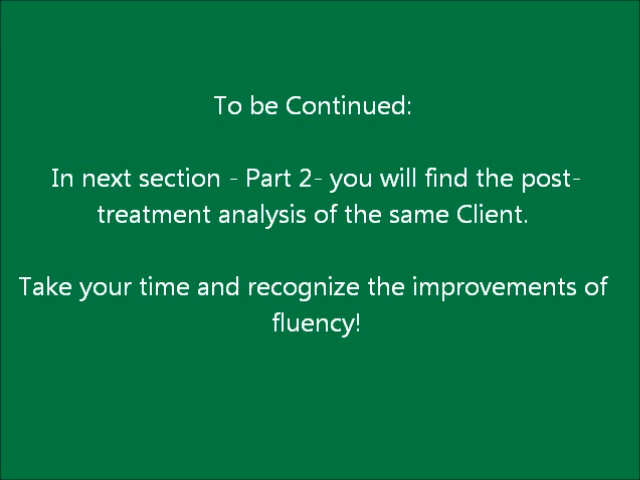 To be Continued:
In next section - Part 2- you will find the post-
treatment analysis of the same Client.
Take your time and recognize the improvements of
fluency!